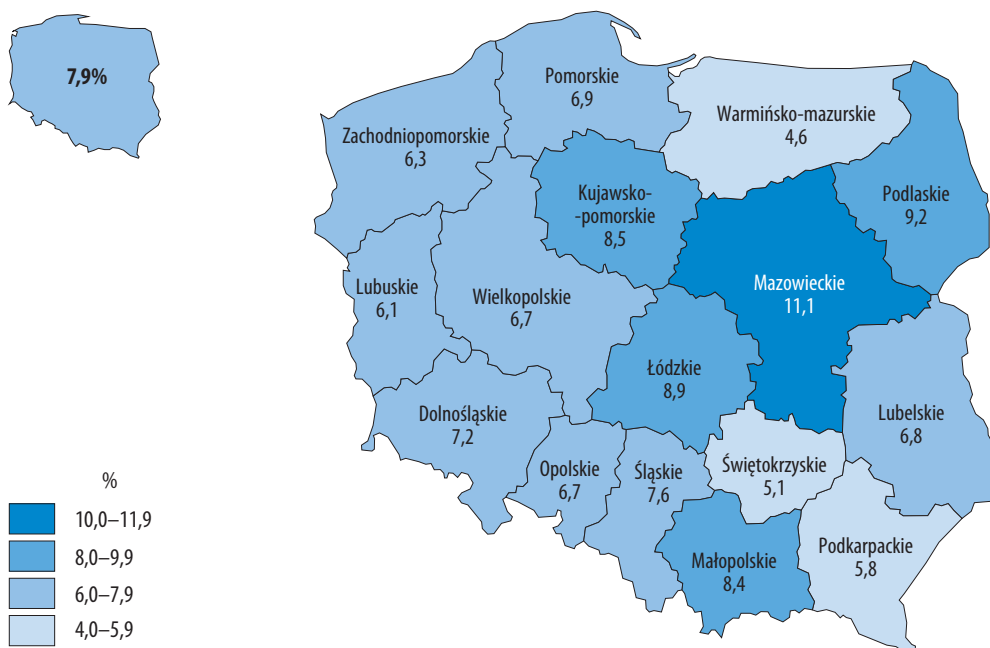 7,9%
Pomorskie
6,9
Warmińsko-mazurskie
4,6
Zachodniopomorskie
6,3
Kujawsko-
-pomorskie
8,5
Podlaskie
9,2
Mazowieckie
11,1
Lubuskie
6,1
Wielkopolskie
6,7
Łódzkie
8,9
Dolnośląskie
7,2
Lubelskie
6,8
Opolskie
6,7
Śląskie
7,6
Świętokrzyskie
5,1
Małopolskie
8,4
Podkarpackie
5,8
%
10,0–11,9
8,0–9,9
6,0–7,9
4,0–5,9